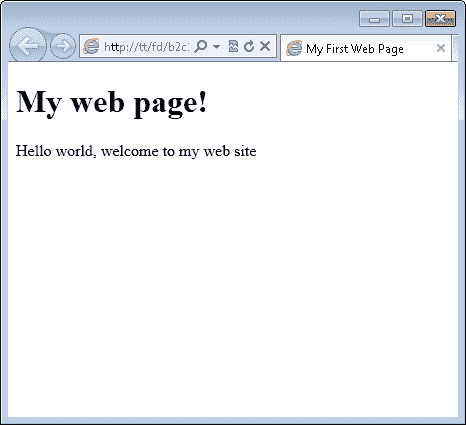 http://tt/fd/b2c
My First Web Page
My web page!
Hello world, welcome to my web site